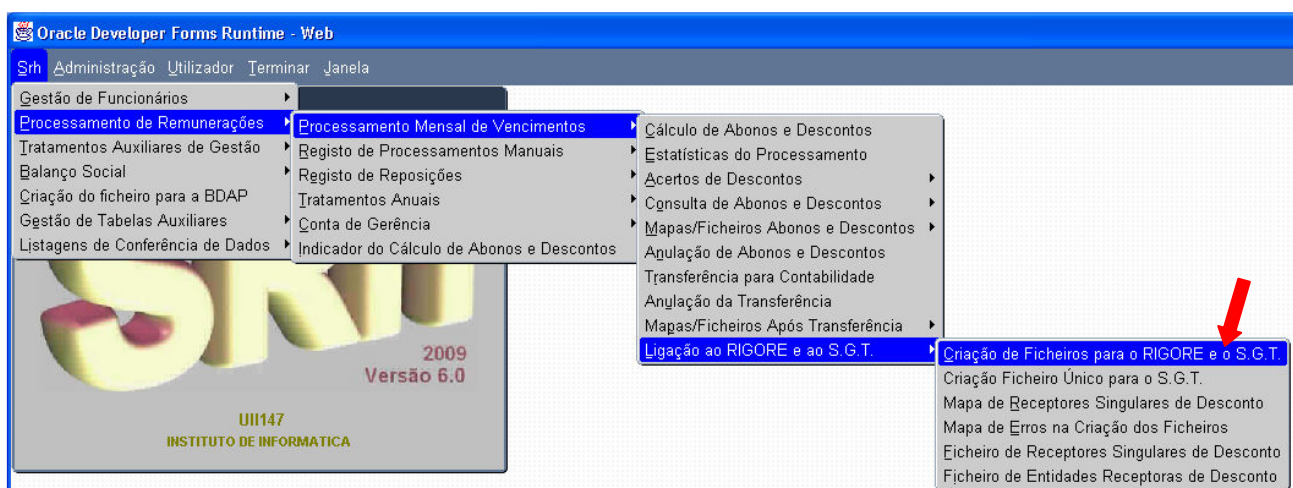 Oracle Developer Forms Runtime - Web
Srh Administração Utilizador Terminar Janela
Gestão de Funcionários
Processamento de Remunerações
Tratamentos Auxiliares de Gestão
Balanço Social
Criação do ficheiro para a BDAP
Gestão de Tabelas Auxiliares
Listagens de Conferência de Dados
Processamento Mensal de Vencimentos
Registo de Processamentos Manuais
Registo de Reposições
Tratamentos Anuais
Conta de Gerência
Indicador do Cálculo de Abonos e Descontos
Cálculo de Abonos e Descontos
Estatísticas do Processamento
Acertos de Descontos
Consulta de Abonos e Descontos
Mapas/Ficheiros Abonos e Descontos
Anulação de Abonos e Descontos
Transferência para Contabilidade
Anulação da Transferência
Mapas/Ficheiros Após Transferência
Ligação ao RIGORE e ao S.G.T.
Criação de Ficheiros para o RIGORE e o S.G.T.
Criação Ficheiro Único para o S.G.T.
Mapa de Receptores Singulares de Desconto
Mapa de Erros na Criação dos Ficheiros
Ficheiro de Receptores Singulares de Desconto
Ficheiro de Entidades Receptoras de Desconto
SRH
2009
Versão 6.0
UII147
INSTITUTO DE INFORMATICA